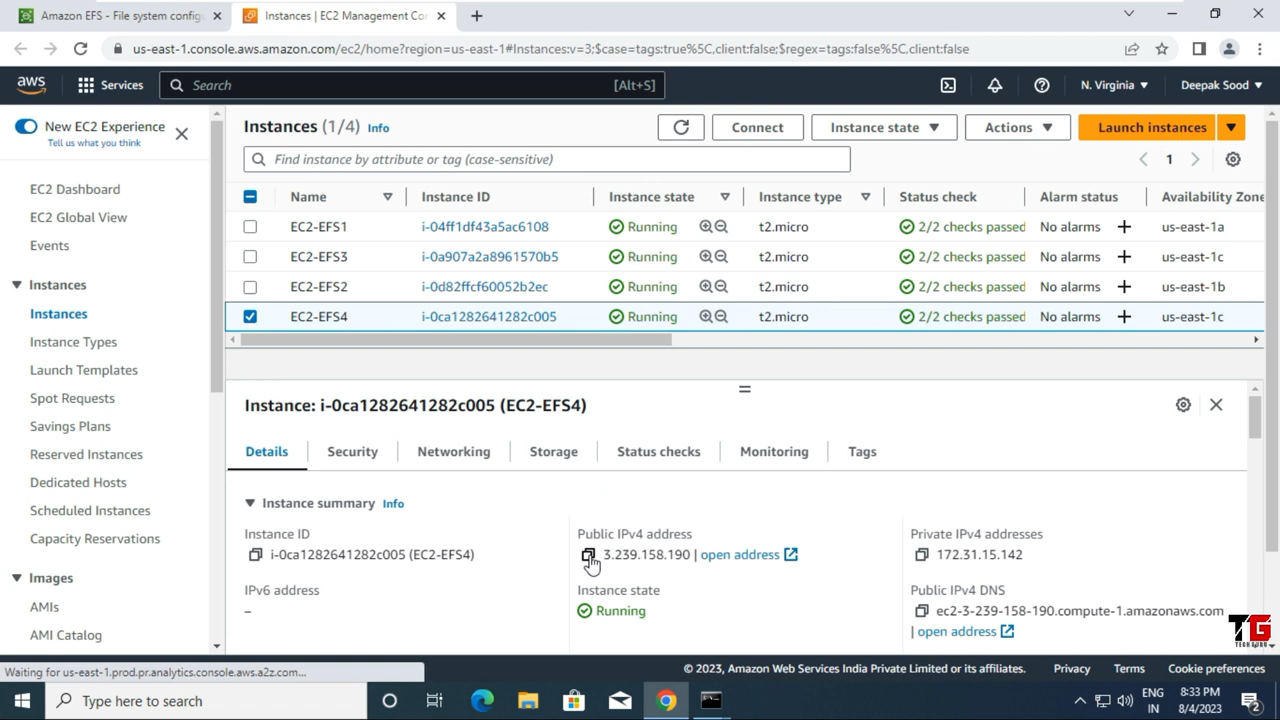 Amazon EFS - File system config
Instances | EC2 Management Con
us-east-1.console.aws.amazon.com/ec2/home?region=us-east-1#Instances:v=3;$case=tags:true%5C,client:false;$regex=tags:false%5C,client:false
aws
Services
Search
[Alt+S]
N. Virginia
Deepak Sood
New EC2 Experience
Tell us what you think
EC2 Dashboard
EC2 Global View
Events
Instances
Instances
Instance Types
Launch Templates
Spot Requests
Savings Plans
Reserved Instances
Dedicated Hosts
Scheduled Instances
Capacity Reservations
Images
AMIs
AMI Catalog
Instances (1/4) Info
Connect
Instance state
Actions
Launch instances
Find instance by attribute or tag (case-sensitive)
1
Name Instance ID Instance state Instance type Status check Alarm status Availability Zone
EC2-EFS1 i-04ff1df43a5ac6108 Running t2.micro 2/2 checks passed No alarms + us-east-1a
EC2-EFS3 i-0a907a2a8961570b5 Running t2.micro 2/2 checks passed No alarms + us-east-1c
EC2-EFS2 i-0d82ffcf60052b2ec Running t2.micro 2/2 checks passed No alarms + us-east-1b
EC2-EFS4 i-0ca1282641282c005 Running t2.micro 2/2 checks passed No alarms + us-east-1c
Instance: i-0ca1282641282c005 (EC2-EFS4)
Details Security Networking Storage Status checks Monitoring Tags
Instance summary Info
Instance ID
i-0ca1282641282c005 (EC2-EFS4)
Public IPv4 address
3.239.158.190 | open address
Private IPv4 addresses
172.31.15.142
IPv6 address
–
Instance state
Running
Public IPv4 DNS
ec2-3-239-158-190.compute-1.amazonaws.com
| open address
TG
TECH GURU
Waiting for us-east-1.prod.pr.analytics.console.aws.a2z.com...
© 2023, Amazon Web Services India Private Limited or its affiliates.
Privacy
Terms
Cookie preferences
Type here to search
ENG
IN
8:33 PM
8/4/2023
2